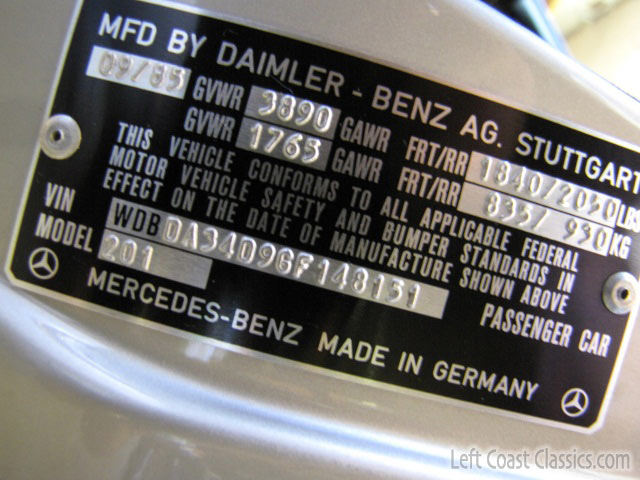 MFD BY DAIMLER - BENZ AG. STUTTGART
09/85 GVWR 3890 GAWR FRT/RR 1840/2050 LBS
GVWR 1765 GAWR FRT/RR 835/ 930 KG
THIS VEHICLE CONFORMS TO ALL APPLICABLE FEDERAL
MOTOR VEHICLE SAFETY AND BUMPER STANDARDS IN
EFFECT ON THE DATE OF MANUFACTURE SHOWN ABOVE
VIN WDBDA34D9GF148131 PASSENGER CAR
MODEL 201
MERCEDES-BENZ MADE IN GERMANY
Left Coast Classics.com